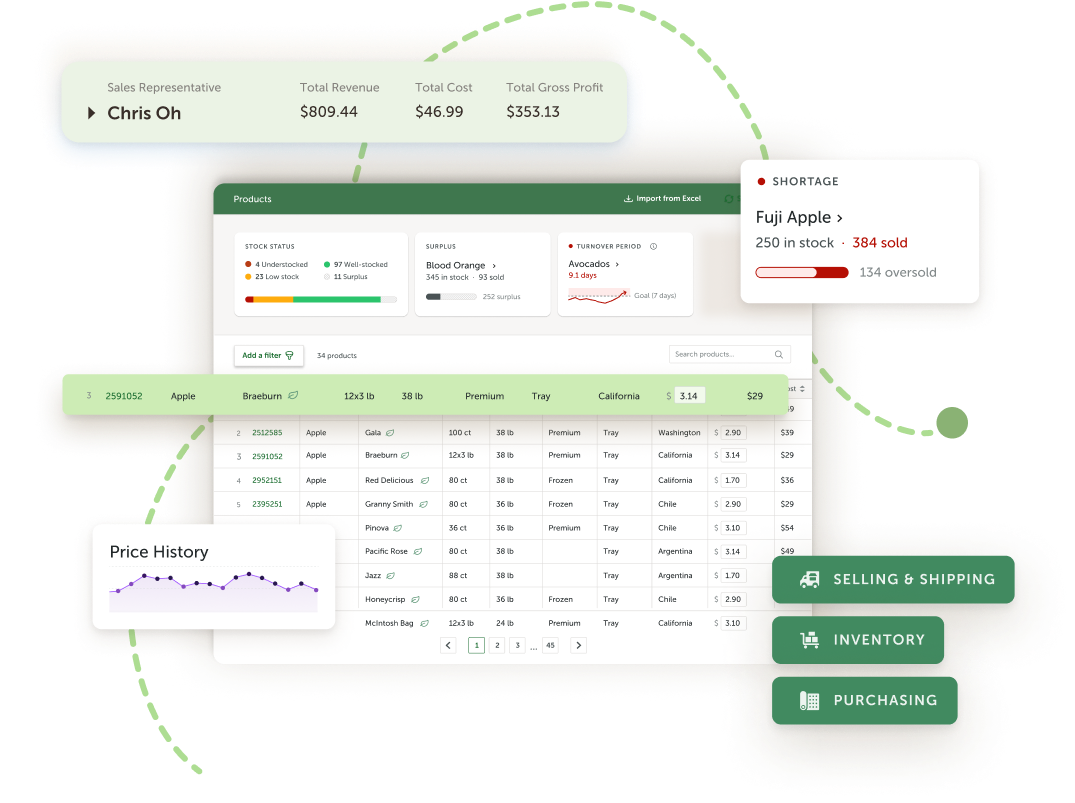 Sales Representative Total Revenue Total Cost Total Gross Profit
Chris Oh $809.44 $46.99 $353.13
SHORTAGE
Fuji Apple ›
250 in stock · 384 sold
134 oversold
Products Import from Excel
STOCK STATUS
4 Understocked 97 Well-stocked
23 Low stock 11 Surplus
SURPLUS
Blood Orange ›
345 in stock · 93 sold
252 surplus
TURNOVER PERIOD
Avocados ›
9.1 days
Goal (7 days)
Add a filter 34 products Search products...
3 2591052 Apple Braeburn 12x3 lb 38 lb Premium Tray California $ 3.14 $29
2 2512585 Apple Gala 100 ct 38 lb Premium Tray Washington $ 2.90 $39
3 2591052 Apple Braeburn 12x3 lb 38 lb Premium Tray California $ 3.14 $29
4 2952151 Apple Red Delicious 80 ct 38 lb Frozen Tray California $ 1.70 $36
5 2395251 Apple Granny Smith 80 ct 36 lb Frozen Tray Chile $ 2.90 $29
Pinova 36 ct 36 lb Premium Tray Chile $ 3.10 $54
Pacific Rose 80 ct 38 lb Tray Argentina $ 3.14 $49
Jazz 88 ct 38 lb Tray Argentina $ 1.70
Honeycrisp 80 ct 36 lb Frozen Tray Chile $ 2.90
McIntosh Bag 12x3 lb 24 lb Premium Tray California $ 3.10
1 2 3 ... 45
Price History
SELLING & SHIPPING
INVENTORY
PURCHASING